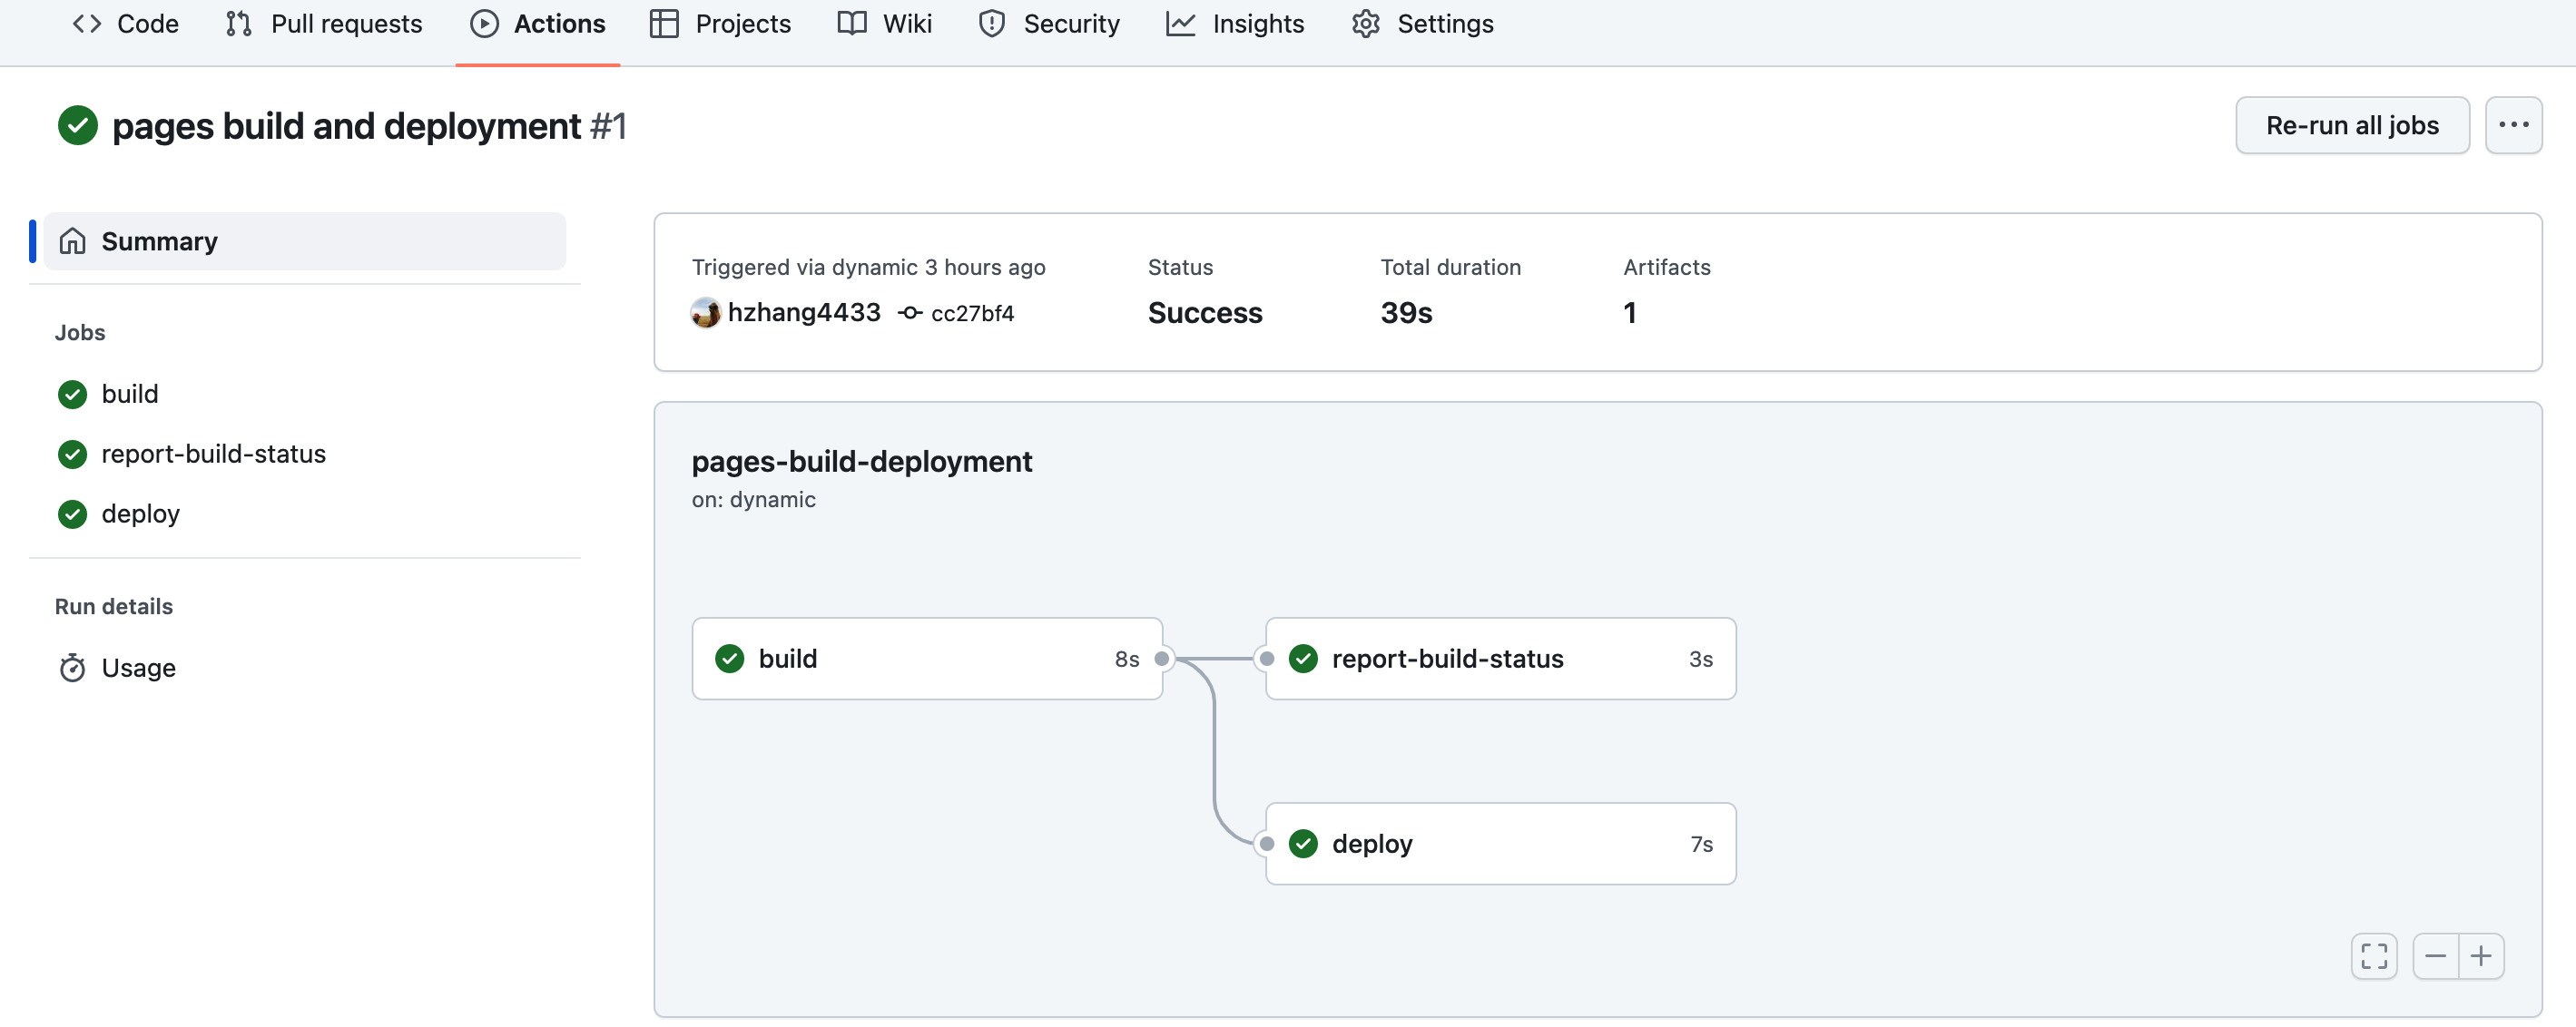 Code Pull requests Actions Projects Wiki Security Insights Settings
pages build and deployment #1
Re-run all jobs
Summary
Jobs
build
report-build-status
deploy
Run details
Usage
Triggered via dynamic 3 hours ago
hzhang4433 cc27bf4
Status
Success
Total duration
39s
Artifacts
1
pages-build-deployment
on: dynamic
build 8s
report-build-status 3s
deploy 7s